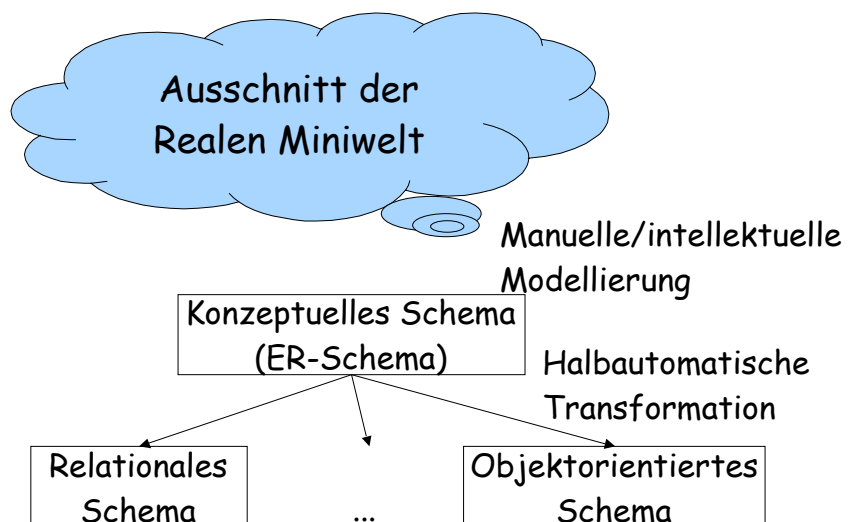 Ausschnitt der
Realen Miniwelt
Manuelle/intellektuelle
Modellierung
Konzeptuelles Schema
(ER-Schema)
Halbautomatische
Transformation
Relationales
Schema
...
Objektorientiertes
Schema